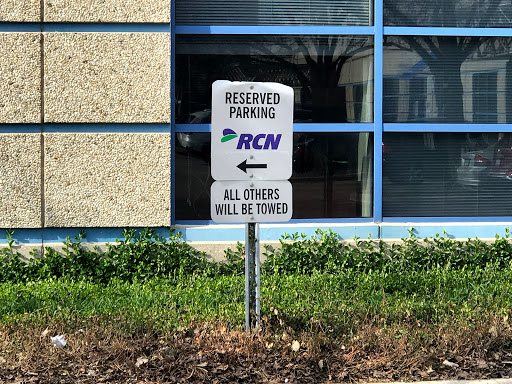 RESERVED
PARKING
RCN
ALL OTHERS
WILL BE TOWED